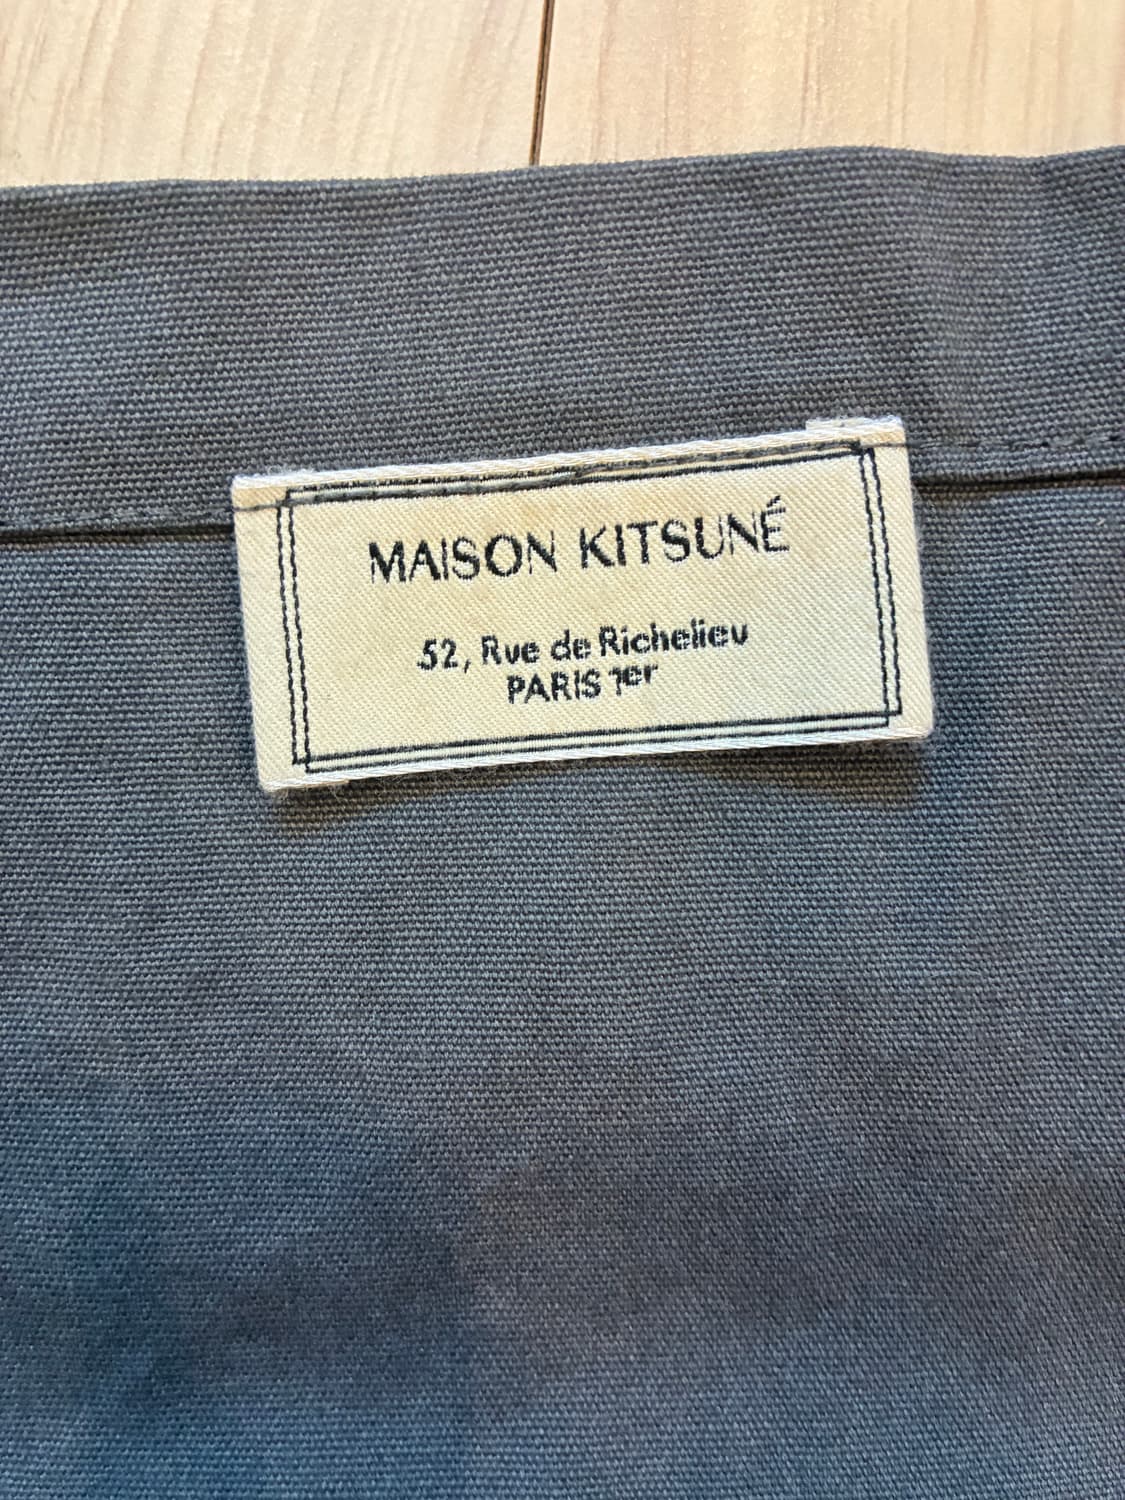 MAISON KITSUNÉ
52, Rue de Richelieu
PARIS 1er